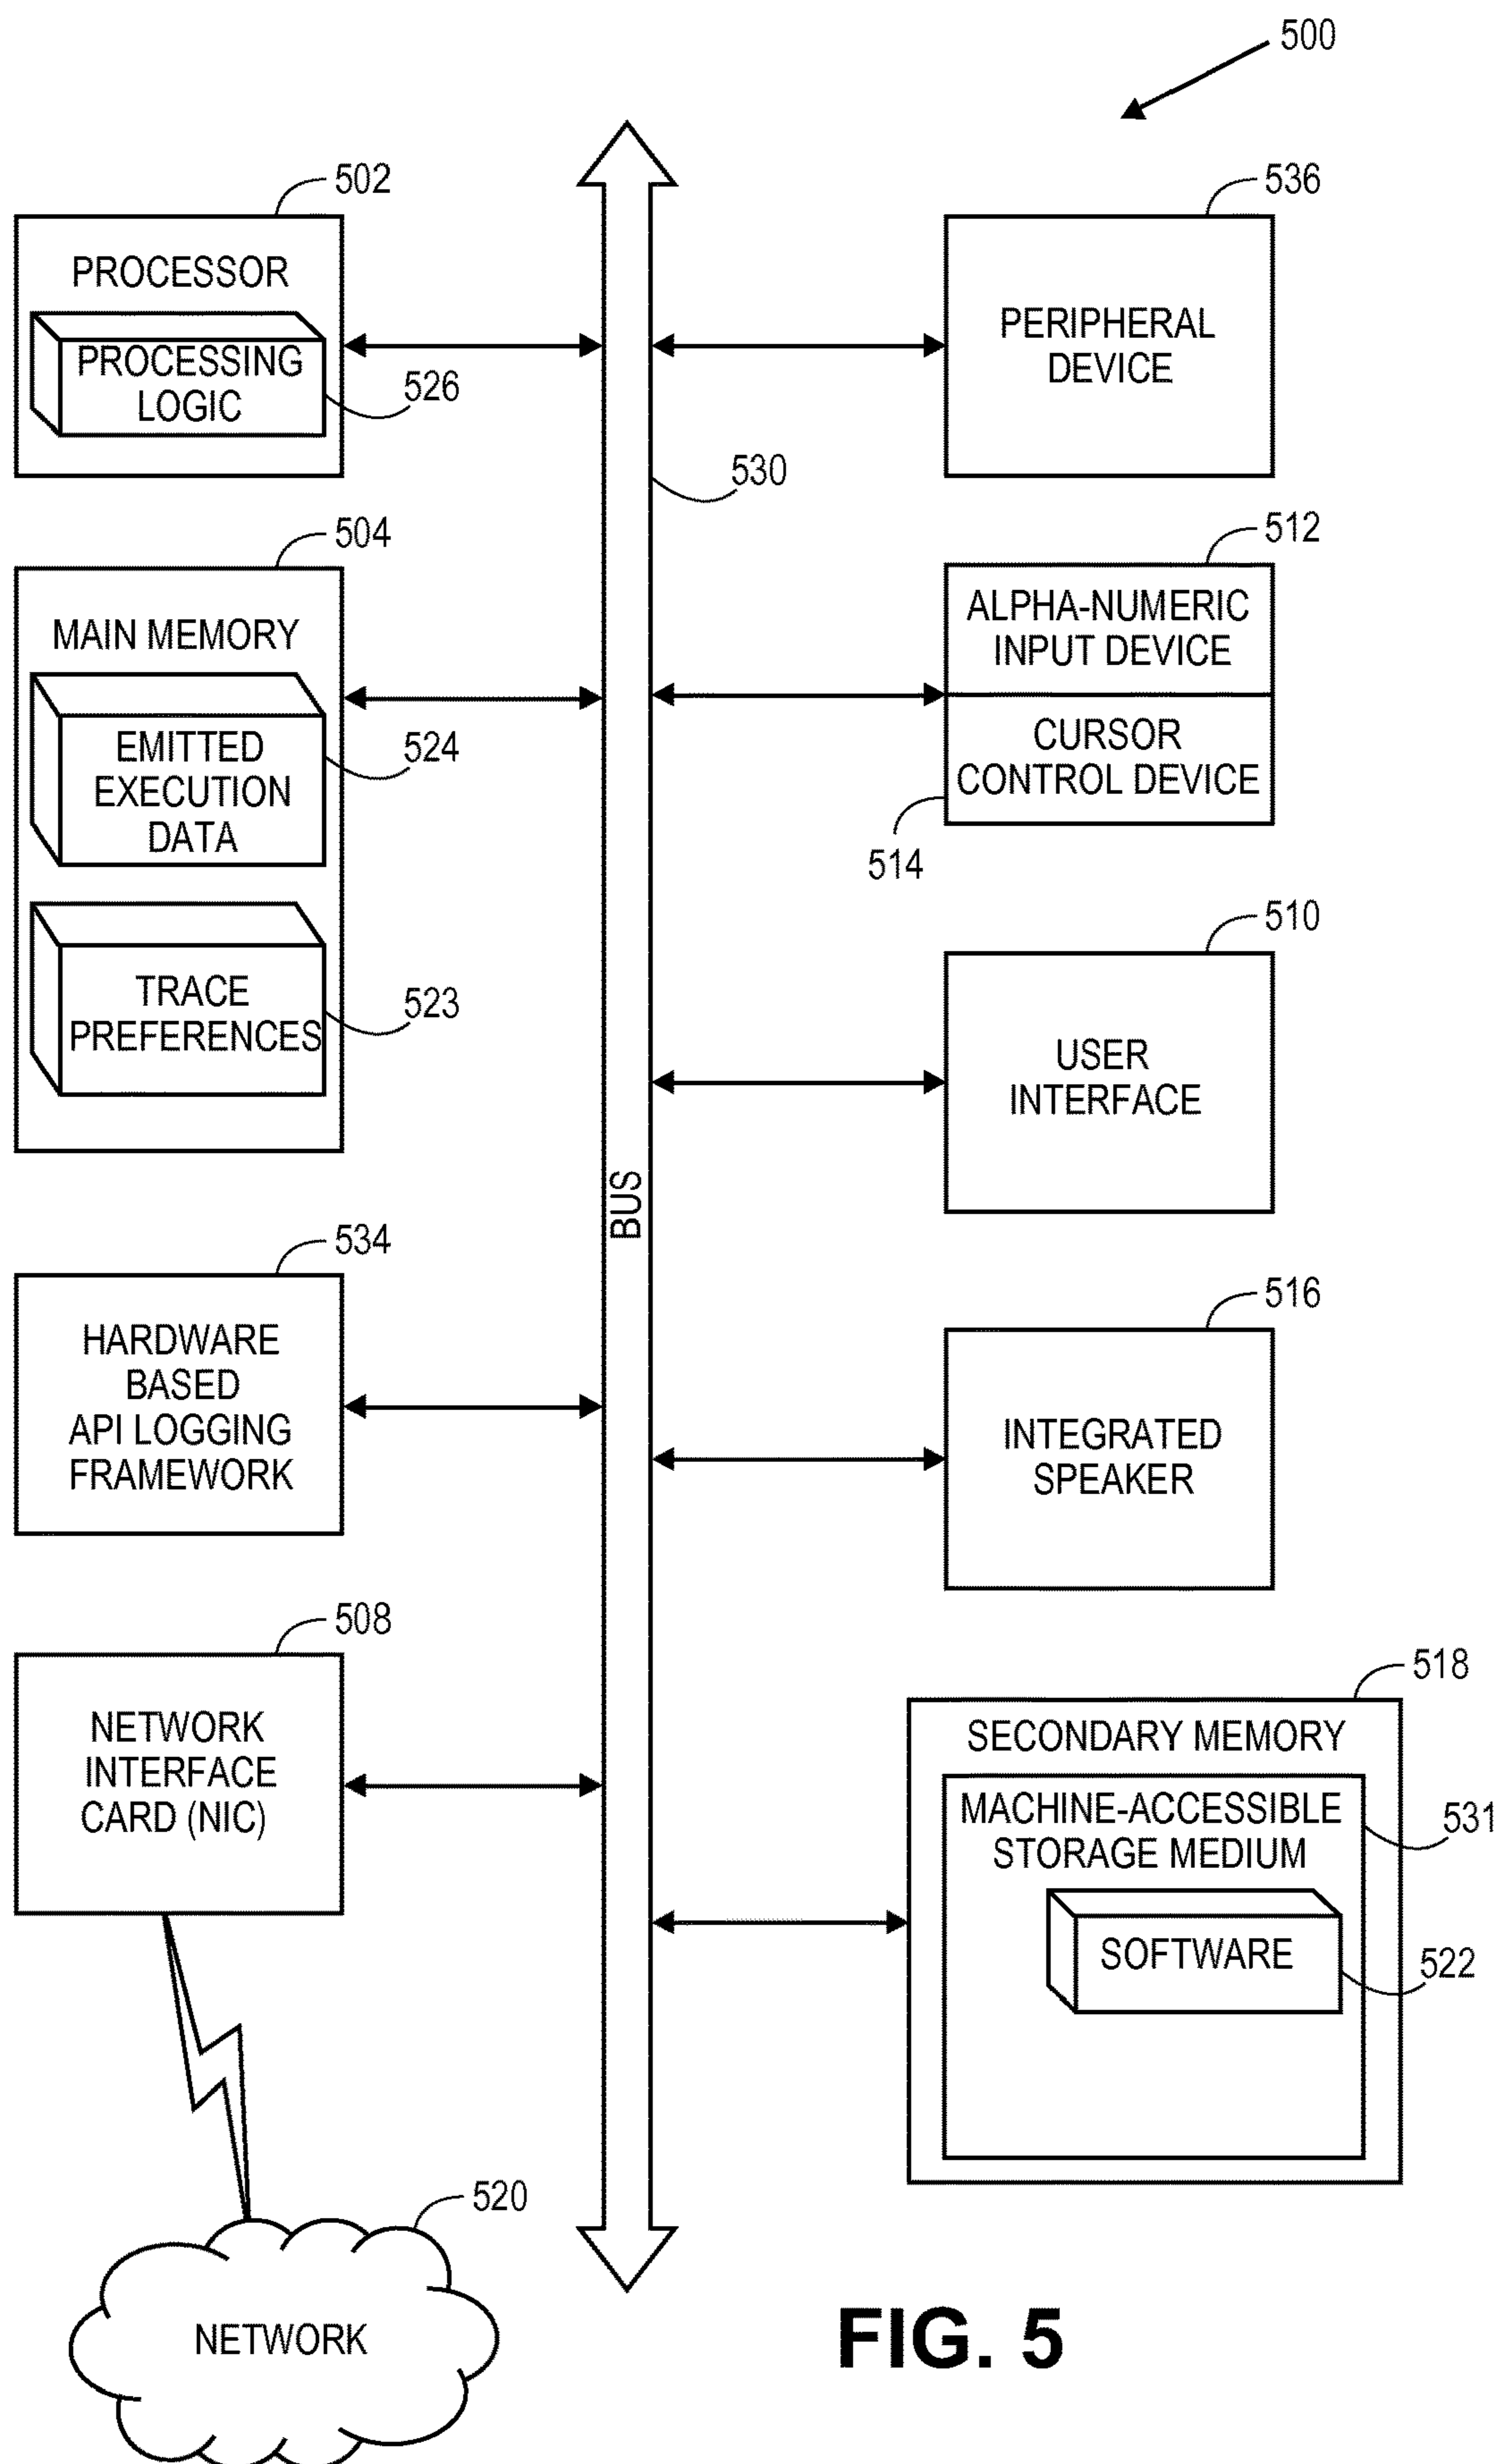 500
502
PROCESSOR
PROCESSING
LOGIC
526
504
MAIN MEMORY
EMITTED
EXECUTION
DATA
524
TRACE
PREFERENCES
523
534
HARDWARE
BASED
API LOGGING
FRAMEWORK
508
NETWORK
INTERFACE
CARD (NIC)
520
NETWORK
530
BUS
536
PERIPHERAL
DEVICE
512
ALPHA-NUMERIC
INPUT DEVICE
CURSOR
CONTROL DEVICE
514
510
USER
INTERFACE
516
INTEGRATED
SPEAKER
518
SECONDARY MEMORY
MACHINE-ACCESSIBLE
STORAGE MEDIUM
531
SOFTWARE
522
FIG. 5